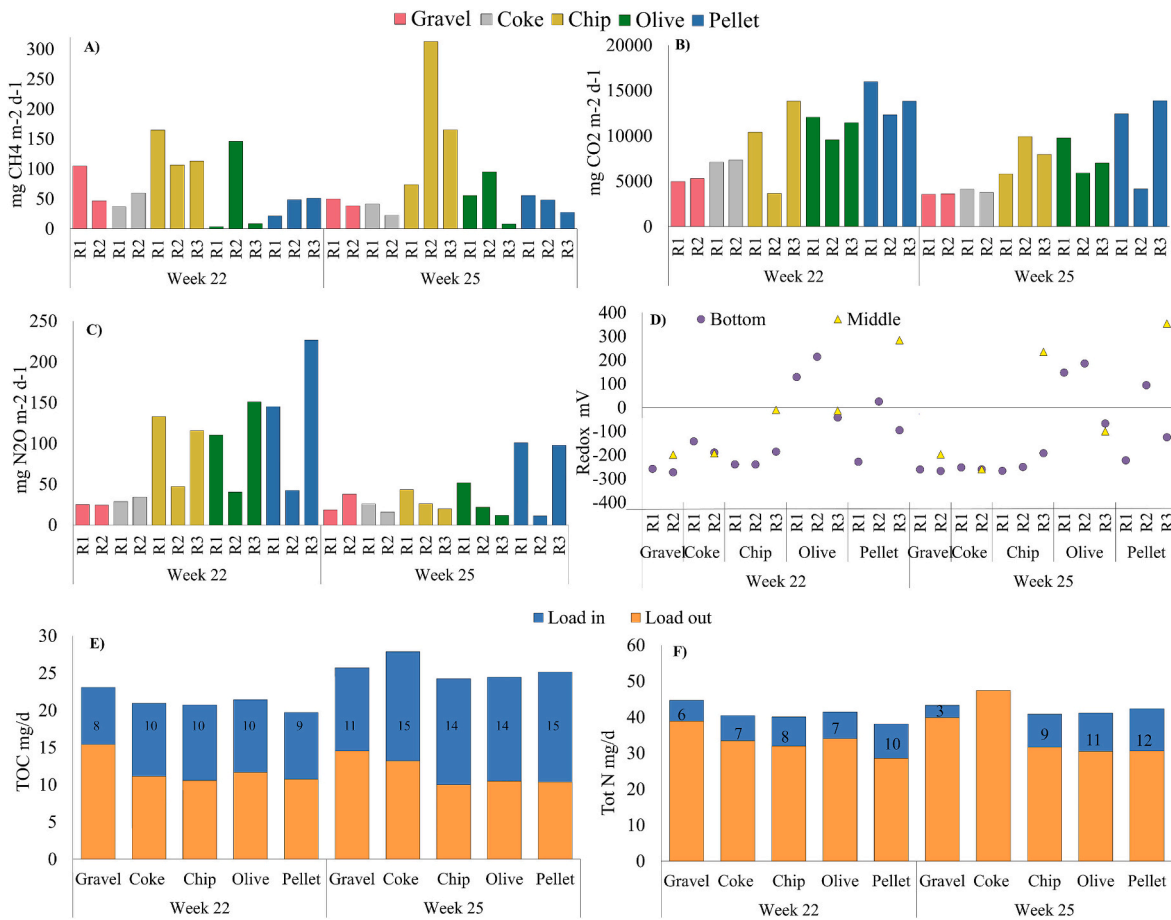 Gravel Coke Chip Olive Pellet
A)
mg CH4 m-2 d-1
300
250
200
150
100
50
0
R1 R2 R1 R2 R1 R2 R3 R1 R2 R3 R1 R2 R3 R1 R2 R1 R2 R1 R2 R3 R1 R2 R3 R1 R2 R3
Week 22 Week 25
B)
mg CO2 m-2 d-1
20000
15000
10000
5000
0
R1 R2 R1 R2 R1 R2 R3 R1 R2 R3 R1 R2 R3 R1 R2 R1 R2 R1 R2 R3 R1 R2 R3 R1 R2 R3
Week 22 Week 25
C)
mg N2O m-2 d-1
250
200
150
100
50
0
R1 R2 R1 R2 R1 R2 R3 R1 R2 R3 R1 R2 R3 R1 R2 R1 R2 R1 R2 R3 R1 R2 R3 R1 R2 R3
Week 22 Week 25
D)
Bottom Middle
Redox mV
400
300
200
100
0
-100
-200
-300
-400
R1 R2 R1 R2 R1 R2 R3 R1 R2 R3 R1 R2 R3 R1 R2 R1 R2 R1 R2 R3 R1 R2 R3 R1 R2 R3
Gravel Coke Chip Olive Pellet Gravel Coke Chip Olive Pellet
Week 22 Week 25
Load in Load out
E)
TOC mg/d
30
25
20
15
10
5
0
8 10 10 10 9 11 15 14 14 15
Gravel Coke Chip Olive Pellet Gravel Coke Chip Olive Pellet
Week 22 Week 25
F)
Tot N mg/d
60
50
40
30
20
10
0
6 7 8 7 10 3 9 11 12
Gravel Coke Chip Olive Pellet Gravel Coke Chip Olive Pellet
Week 22 Week 25